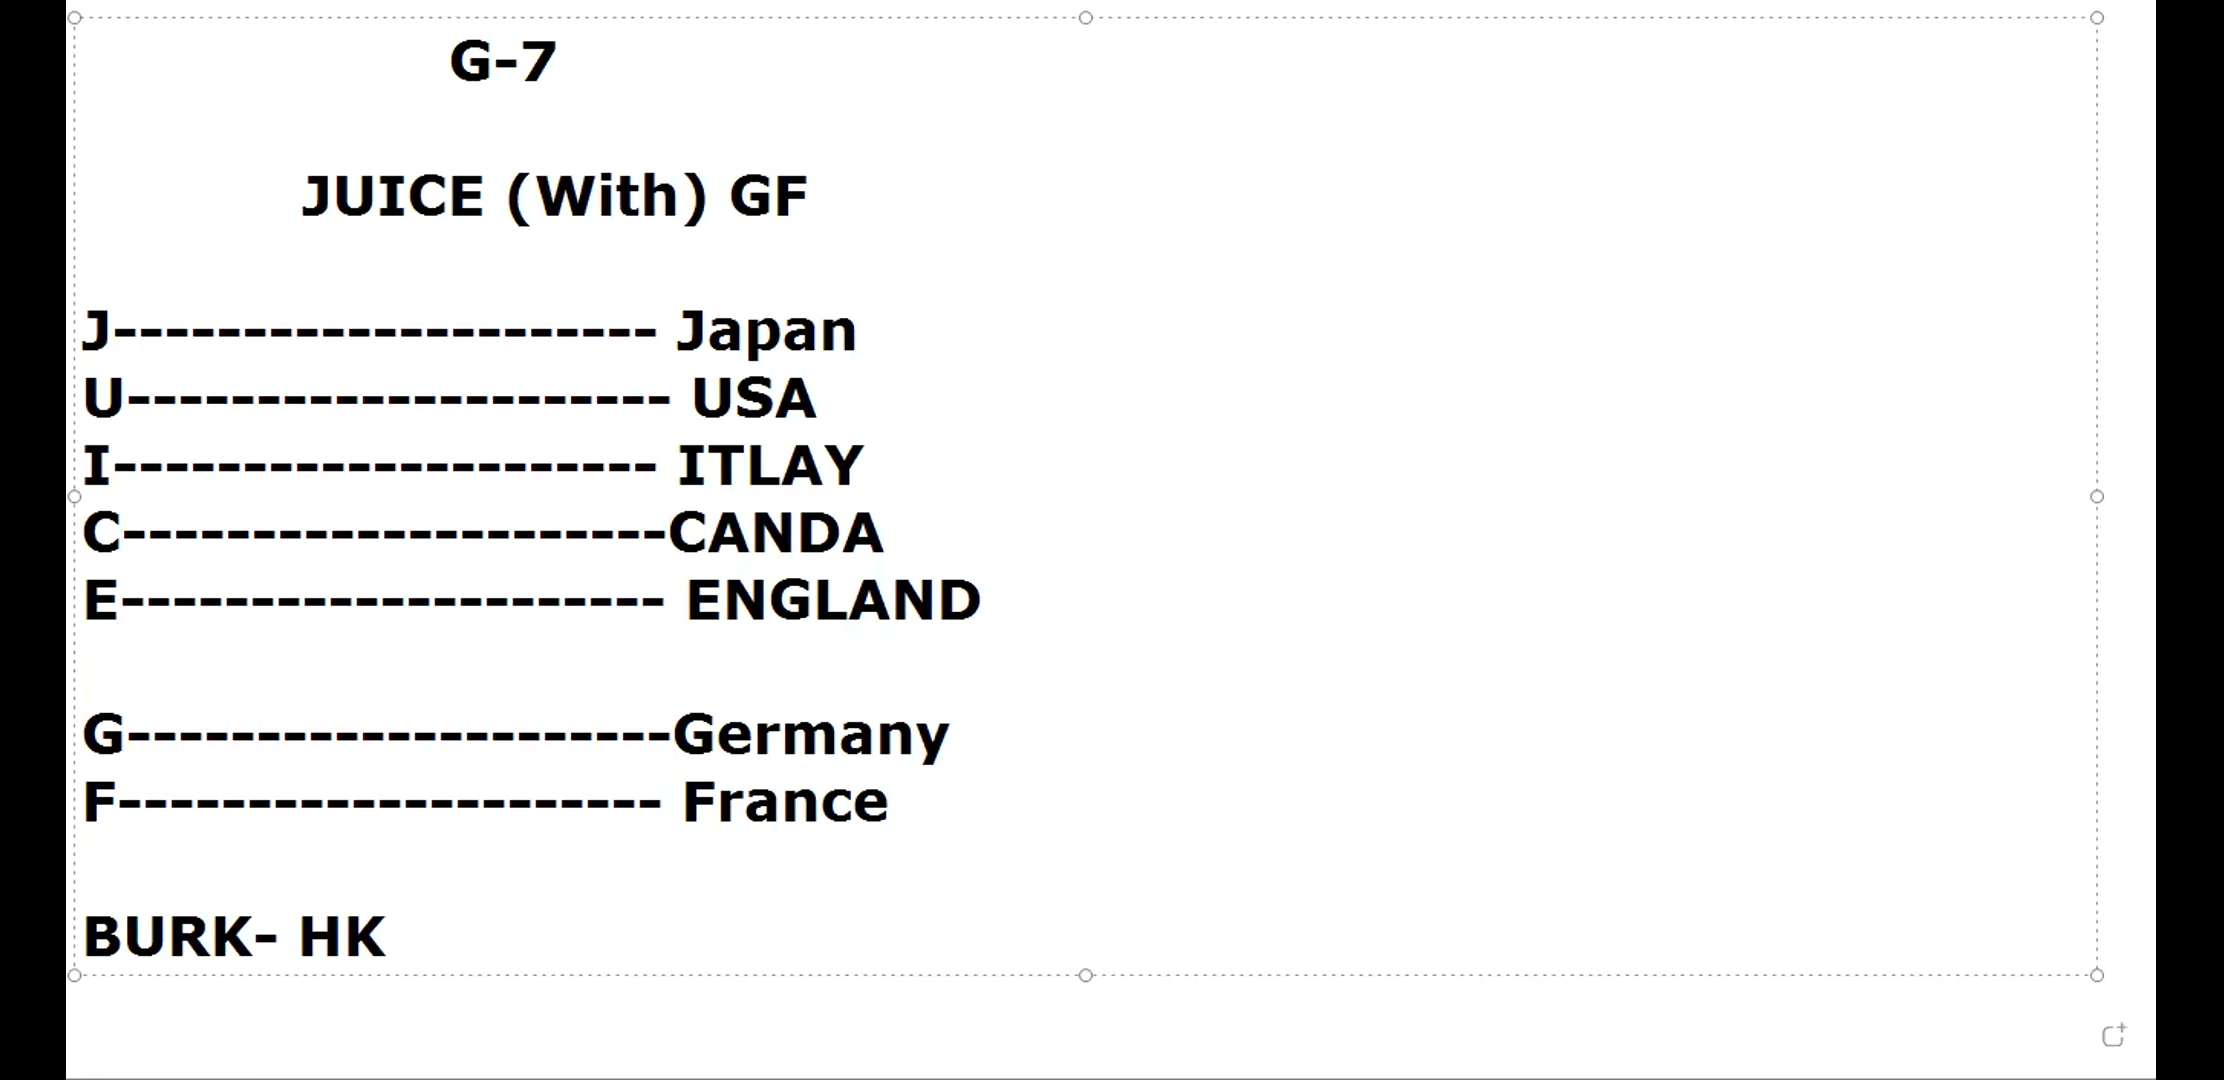 G-7
JUICE (With) GF
J--------------------- Japan
U--------------------- USA
I--------------------- ITLAY
C---------------------CANDA
E--------------------- ENGLAND
G---------------------Germany
F--------------------- France
BURK- HK